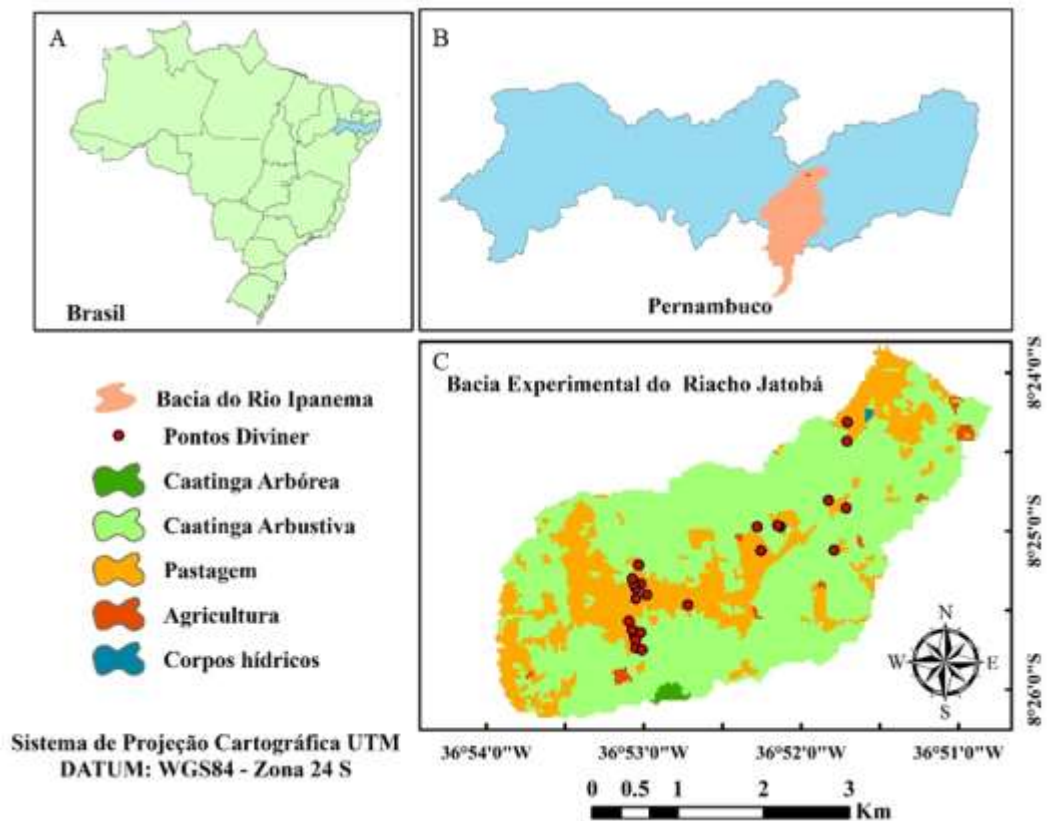 A
Brasil
B
Pernambuco
Bacia do Rio Ipanema
Pontos Diviner
Caatinga Arbórea
Caatinga Arbustiva
Pastagem
Agricultura
Corpos hídricos
Sistema de Projeção Cartográfica UTM
DATUM: WGS84 - Zona 24 S
C
Bacia Experimental do Riacho Jatobá
8°24'0"S
8°25'0"S
8°26'0"S
N
W E
S
36°54'0"W 36°53'0"W 36°52'0"W 36°51'0"W
0 0.5 1 2 3
Km